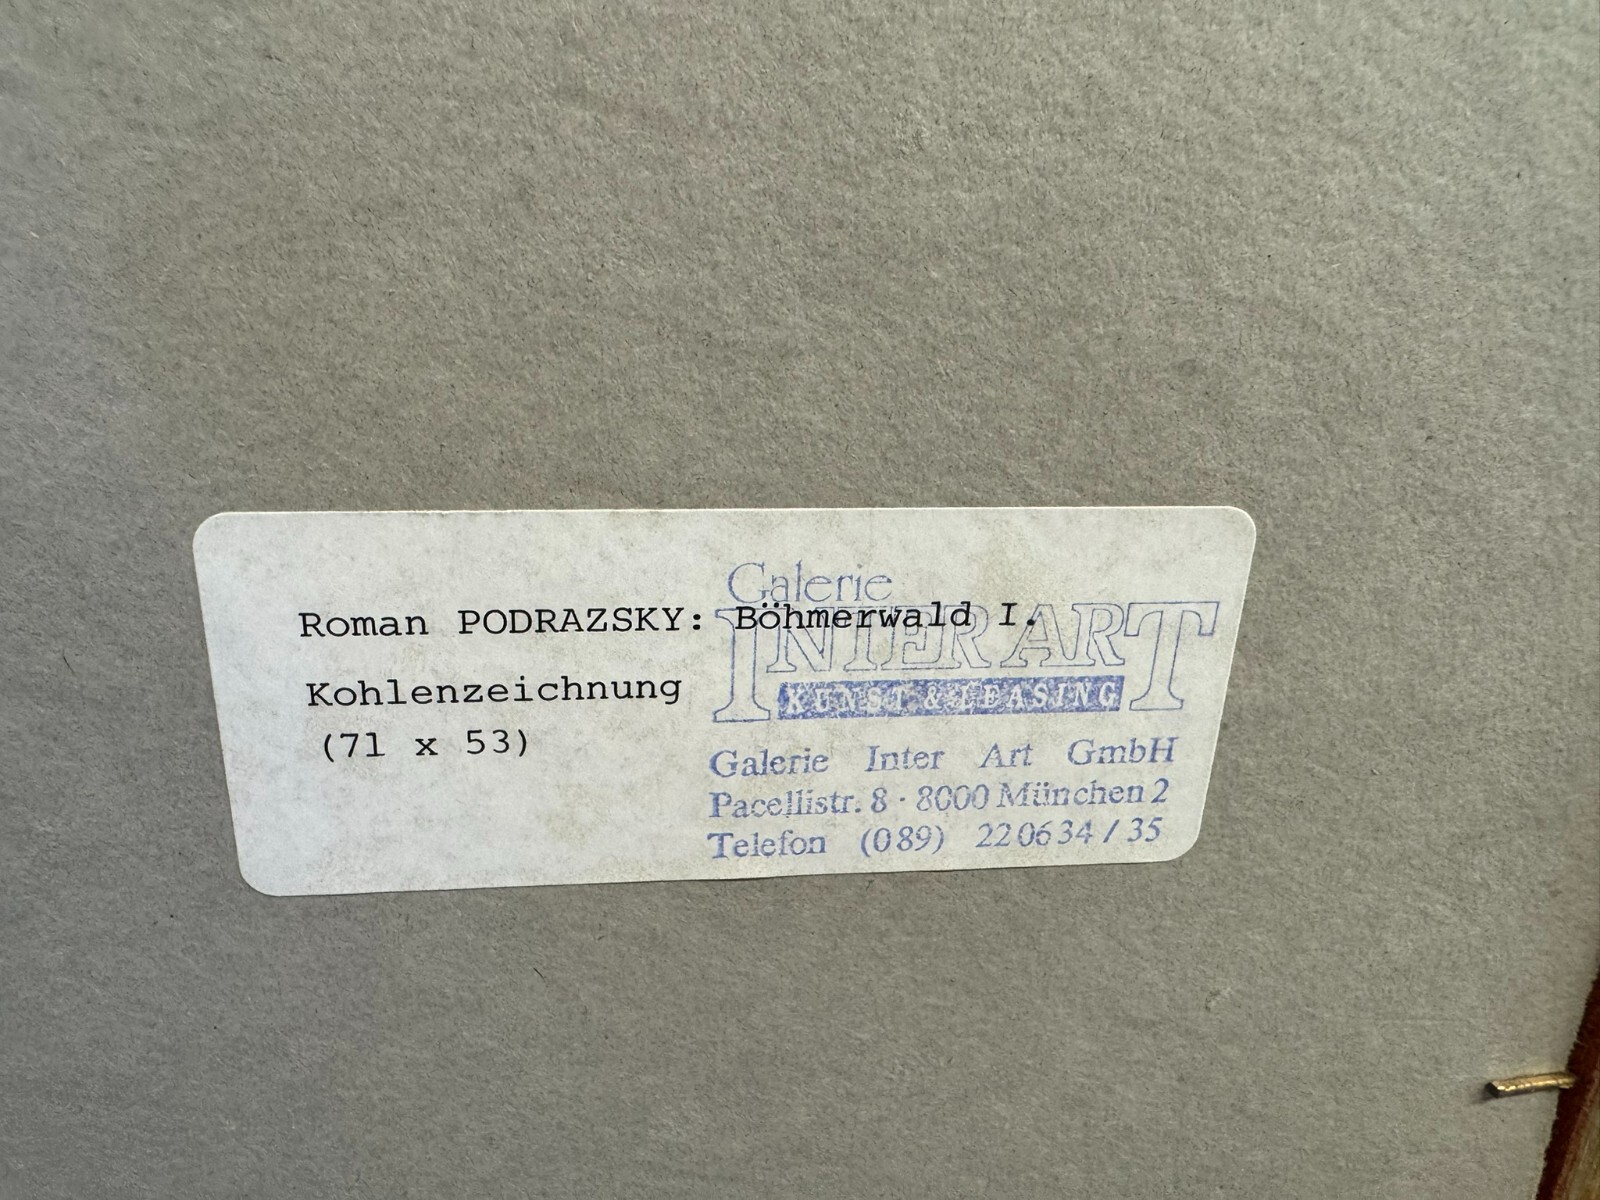 Galerie
Roman PODRAZSKY: Böhmerwald I.
INTER ART
Kohlenzeichnung
KUNST & LEASING
(71 x 53)
Galerie Inter Art GmbH
Pacellistr. 8 · 8000 München 2
Telefon (089) 220634 / 35